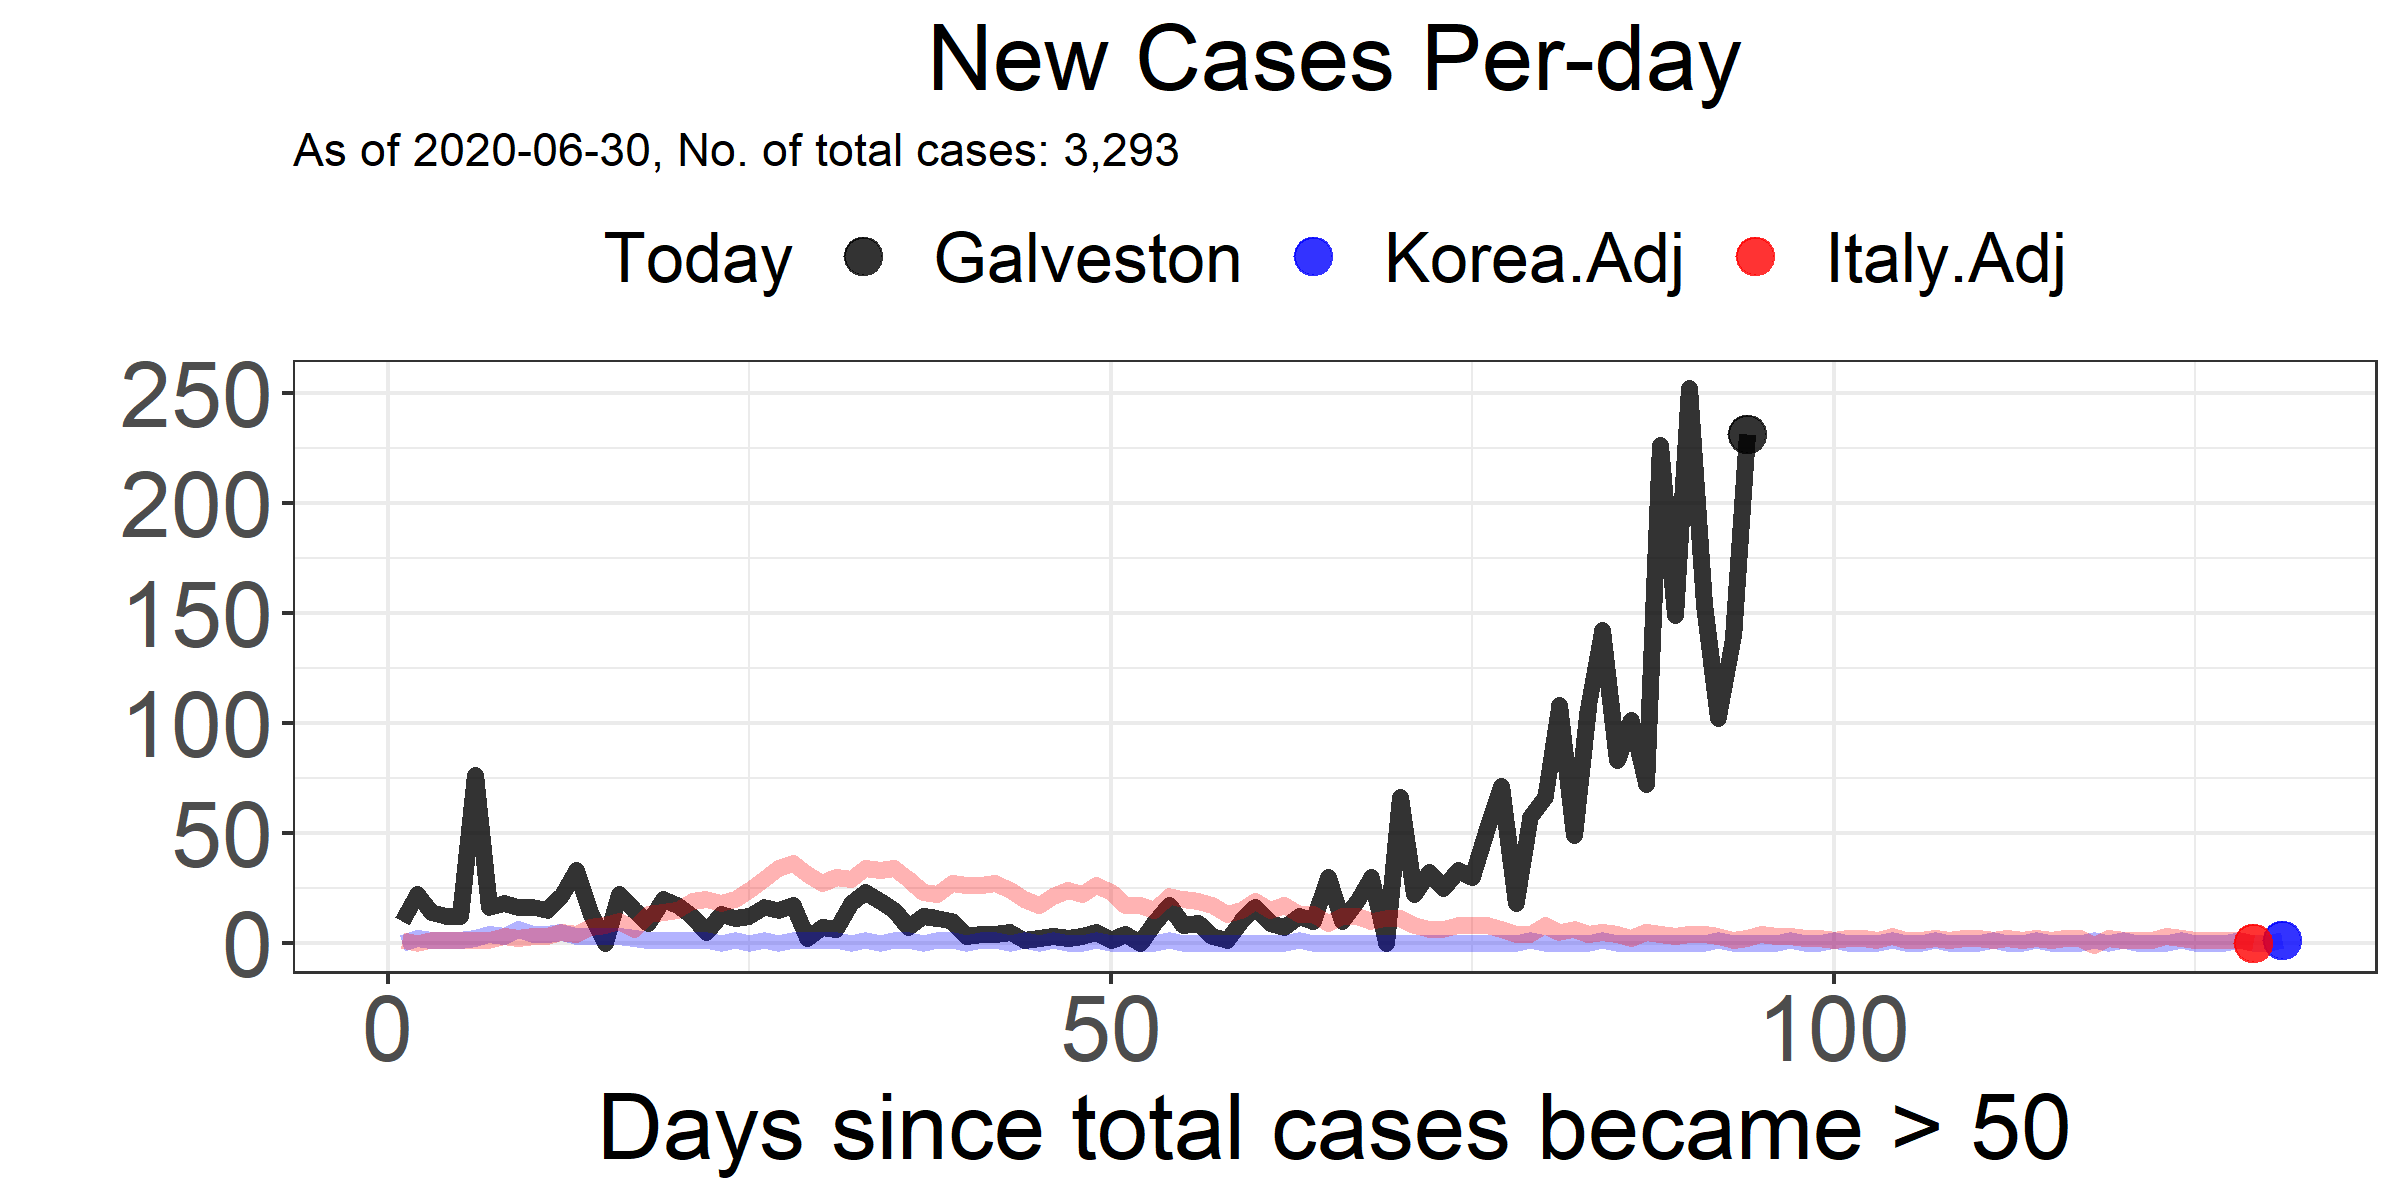 New Cases Per-day
As of 2020-06-30, No. of total cases: 3,293
Today Galveston Korea.Adj Italy.Adj
250
200
150
100
50
0
0 50 100
Days since total cases became > 50